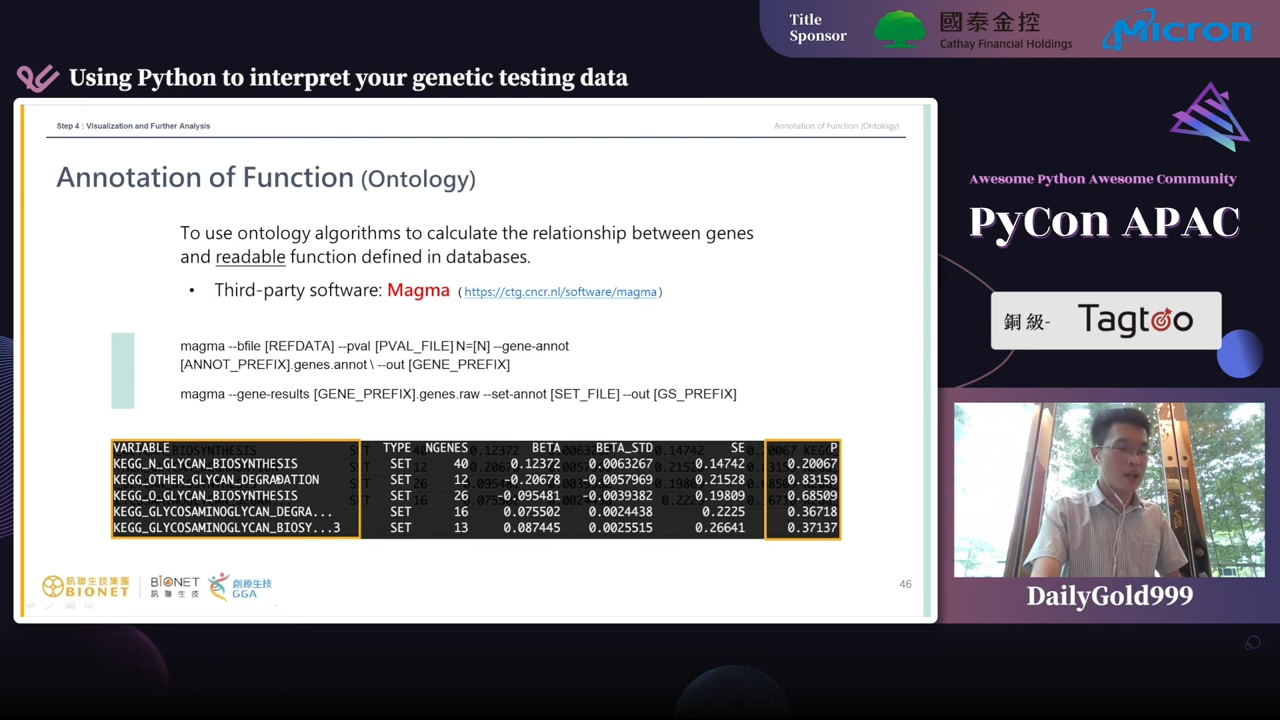 Title
Sponsor
國泰金控
Cathay Financial Holdings
Micron
Using Python to interpret your genetic testing data
Step 4 : Visualization and Further Analysis
Annotation of Function (Ontology)
Annotation of Function (Ontology)
To use ontology algorithms to calculate the relationship between genes
and readable function defined in databases.
• Third-party software: Magma ( https://ctg.cncr.nl/software/magma )
magma --bfile [REFDATA] --pval [PVAL_FILE] N=[N] --gene-annot
[ANNOT_PREFIX].genes.annot \ --out [GENE_PREFIX]
magma --gene-results [GENE_PREFIX].genes.raw --set-annot [SET_FILE] --out [GS_PREFIX]
VARIABLE TYPE NGENES BETA BETA_STD SE P
KEGG_N_GLYCAN_BIOSYNTHESIS SET 40 0.12372 0.0063267 0.14742 0.20067
KEGG_OTHER_GLYCAN_DEGRADATION SET 12 -0.20678 -0.0057969 0.21528 0.83159
KEGG_O_GLYCAN_BIOSYNTHESIS SET 26 -0.095481 -0.0039382 0.19809 0.68509
KEGG_GLYCOSAMINOGLYCAN_DEGRA... SET 16 0.075502 0.0024438 0.2225 0.36718
KEGG_GLYCOSAMINOGLYCAN_BIOSY...3 SET 13 0.087445 0.0025515 0.26641 0.37137
訊聯生技集團
BIONET
BIONET
訊聯生技
創源生技
GGA
46
Awesome Python Awesome Community
PyCon APAC
銅級-
Tagtoo
DailyGold999